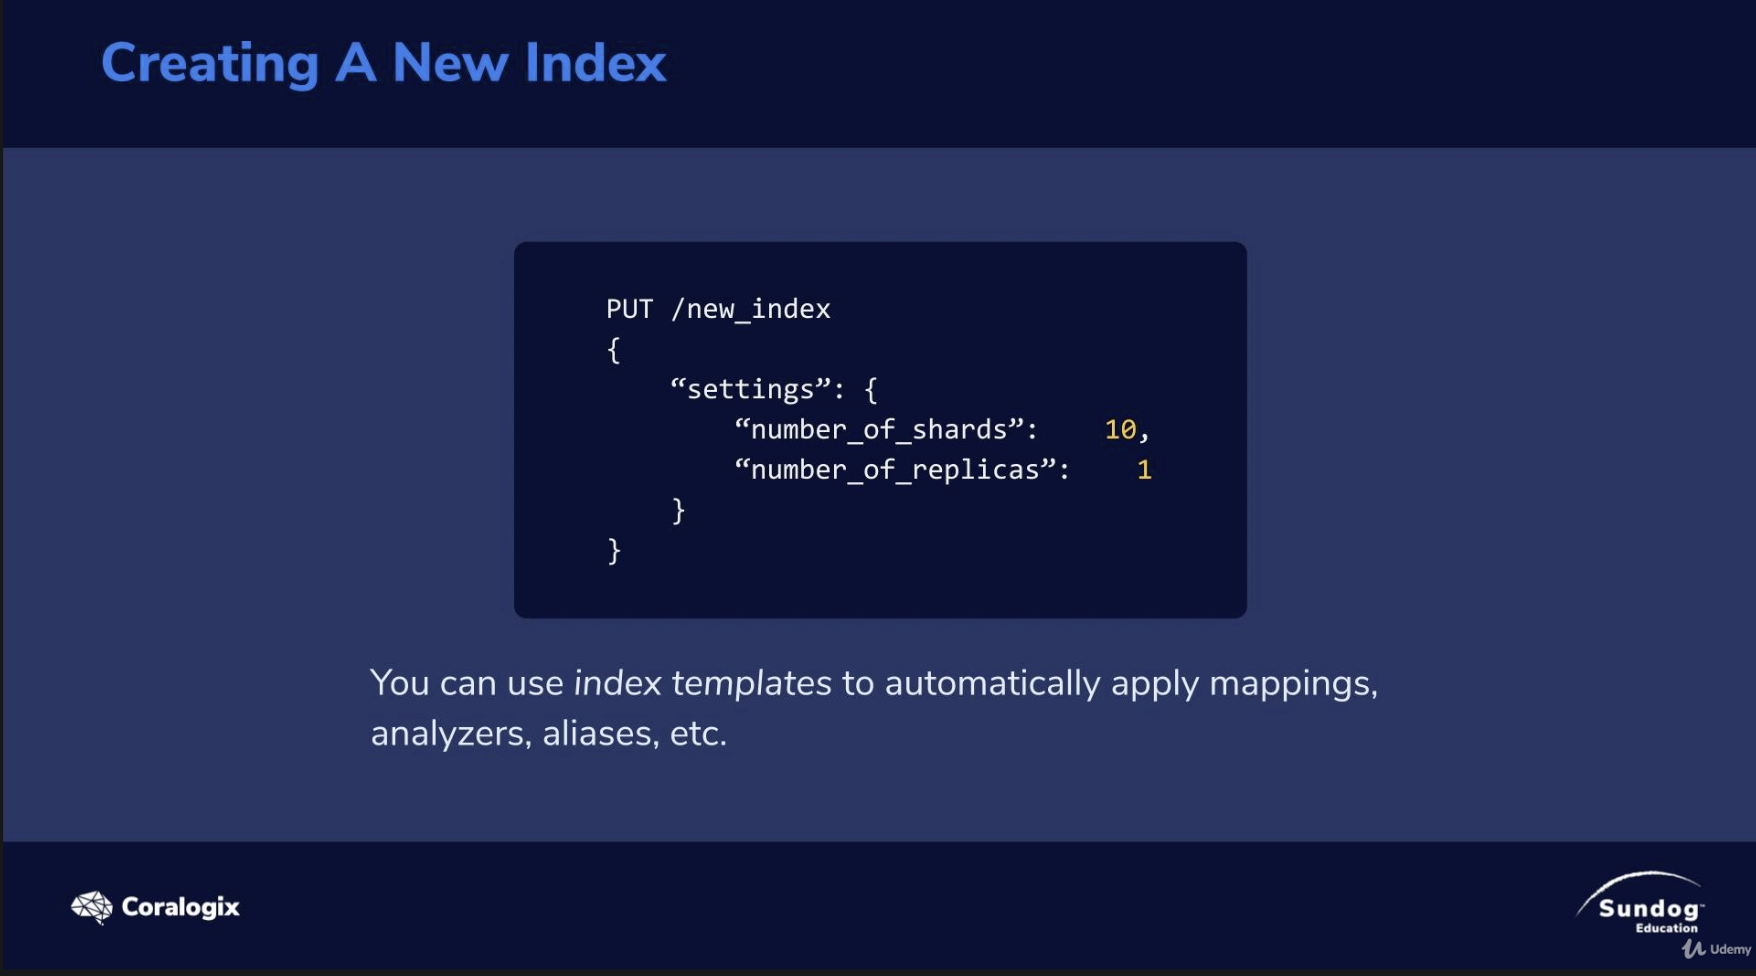 Creating A New Index
PUT /new_index
{
“settings”: {
“number_of_shards”: 10,
“number_of_replicas”: 1
}
}
You can use index templates to automatically apply mappings,
analyzers, aliases, etc.
Coralogix
Sundog™
Education
Udemy